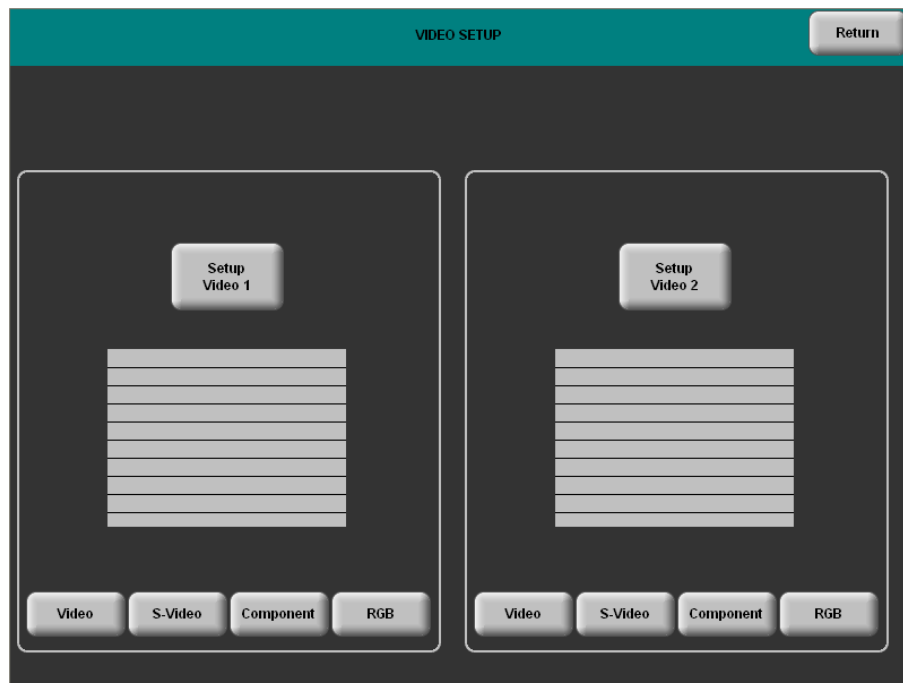 VIDEO SETUP
Return
Setup
Video 1
Setup
Video 2
Video S-Video Component RGB
Video S-Video Component RGB